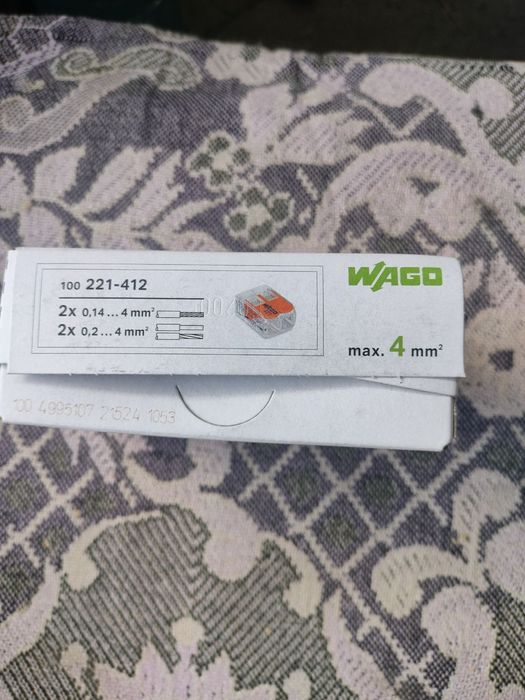 100 221-412
2x 0,14...4 mm²
2x 0,2...4 mm²
WAGO
max. 4 mm²
100 4995107 21524 1053